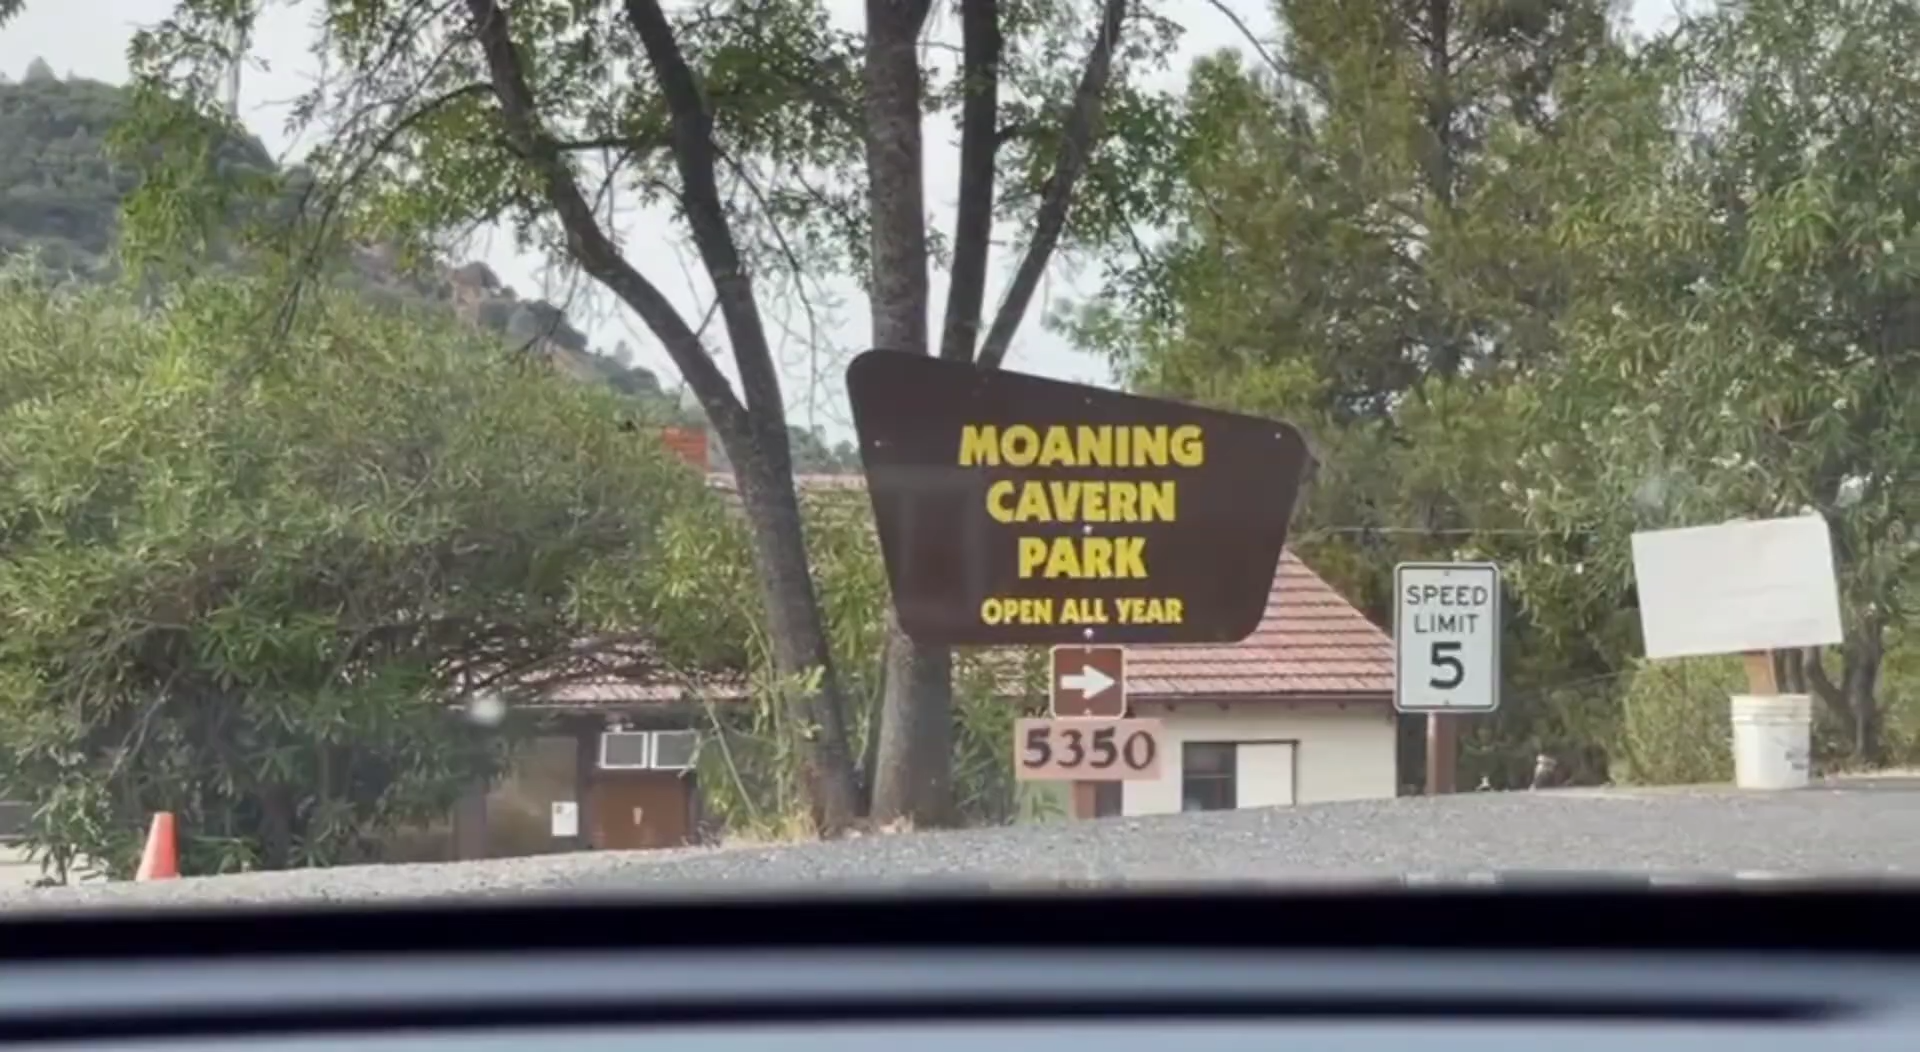 MOANING
CAVERN
PARK
OPEN ALL YEAR
5350
SPEED
LIMIT
5